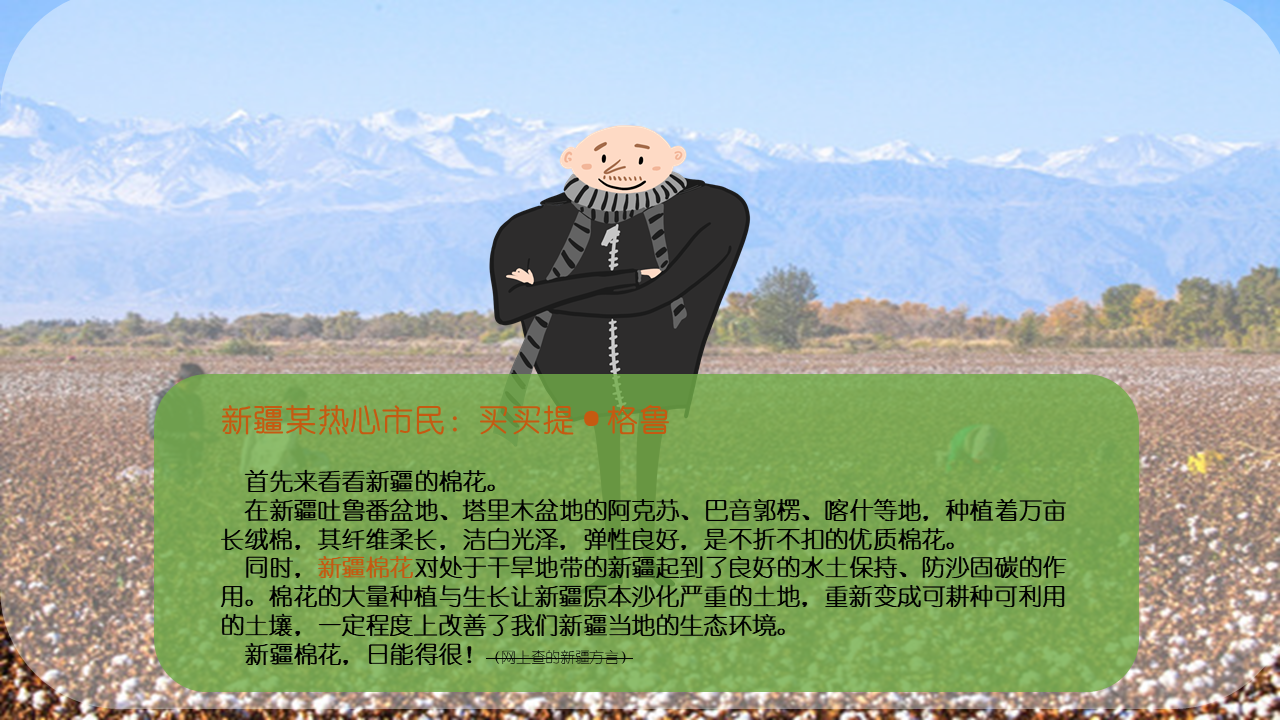 新疆某热心市民：买买提●格鲁
首先来看看新疆的棉花。
在新疆吐鲁番盆地、塔里木盆地的阿克苏、巴音郭楞、喀什等地，种植着万亩
长绒棉，其纤维柔长，洁白光泽，弹性良好，是不折不扣的优质棉花。
同时，新疆棉花对处于干旱地带的新疆起到了良好的水土保持、防沙固碳的作
用。棉花的大量种植与生长让新疆原本沙化严重的土地，重新变成可耕种可利用
的土壤，一定程度上改善了我们新疆当地的生态环境。
新疆棉花，日能得很！（网上查的新疆方言）